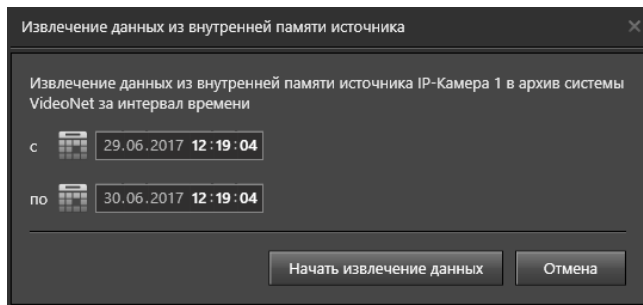 Извлечение данных из внутренней памяти источника
Извлечение данных из внутренней памяти источника IP-Камера 1 в архив системы
VideoNet за интервал времени
с 29.06.2017 12:19:04
по 30.06.2017 12:19:04
Начать извлечение данных Отмена